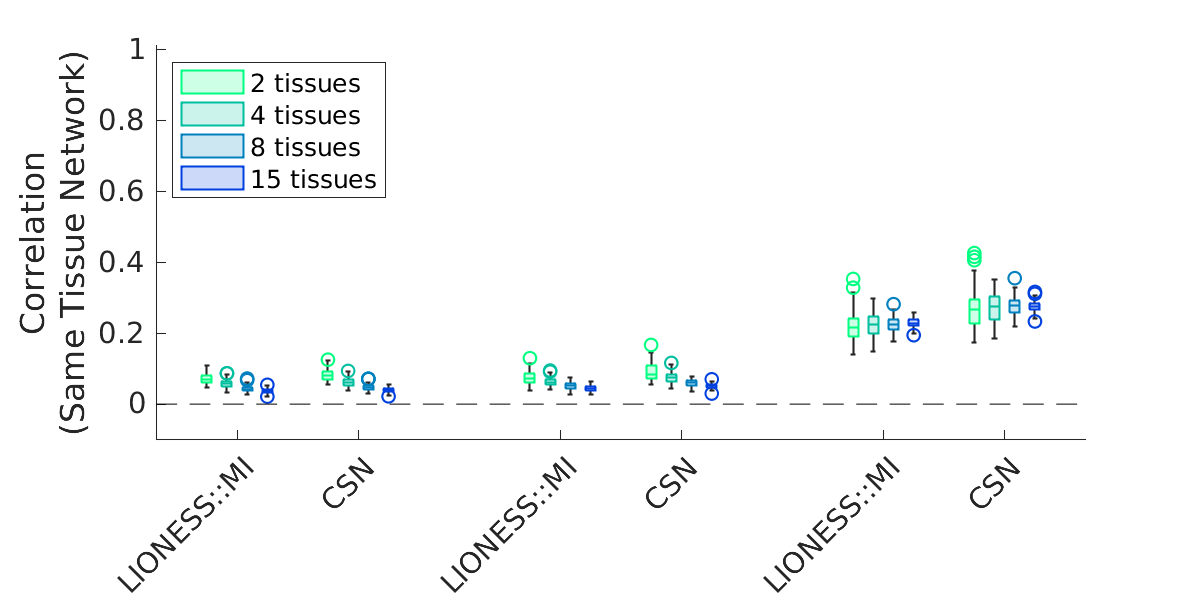 Correlation
(Same Tissue Network)
1
0.8
0.6
0.4
0.2
0
2 tissues
4 tissues
8 tissues
15 tissues
LIONESS::MI
CSN
LIONESS::MI
CSN
LIONESS::MI
CSN